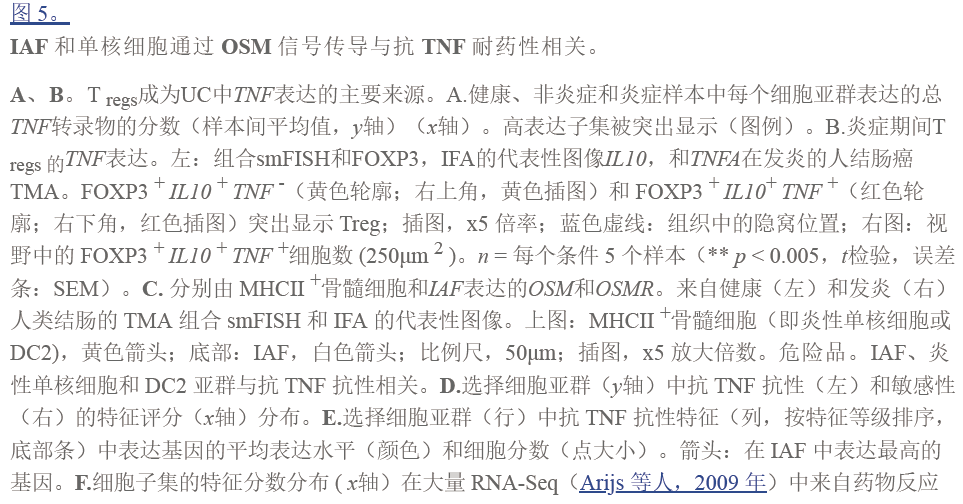 图 5。
IAF 和单核细胞通过 OSM 信号传导与抗 TNF 耐药性相关。
A、B。T regs成为UC中TNF表达的主要来源。A.健康、非炎症和炎症样本中每个细胞亚群表达的总
TNF转录物的分数（样本间平均值，y轴）（x轴）。高表达子集被突出显示（图例）。B.炎症期间T
regs 的TNF表达。左：组合smFISH和FOXP3，IFA的代表性图像IL10，和TNFA在发炎的人结肠癌
TMA。FOXP3 + IL10 + TNF -（黄色轮廓；右上角，黄色插图）和 FOXP3 + IL10+ TNF +（红色轮
廓；右下角，红色插图）突出显示 Treg；插图，x5 倍率；蓝色虚线：组织中的隐窝位置；右图：视
野中的 FOXP3 + IL10 + TNF +细胞数 (250μm 2 )。n = 每个条件 5 个样本（** p < 0.005，t检验，误差
条：SEM）。C. 分别由 MHCII +骨髓细胞和IAF表达的OSM和OSMR。来自健康（左）和发炎（右）
人类结肠的 TMA 组合 smFISH 和 IFA 的代表性图像。上图：MHCII +骨髓细胞（即炎性单核细胞或
DC2)，黄色箭头；底部：IAF，白色箭头；比例尺，50μm；插图，x5 放大倍数。危险品。IAF、炎
性单核细胞和 DC2 亚群与抗 TNF 抗性相关。D.选择细胞亚群（y轴）中抗 TNF 抗性（左）和敏感性
（右）的特征评分（x轴）分布。E.选择细胞亚群（行）中抗 TNF 抗性特征（列，按特征等级排序，
底部条）中表达基因的平均表达水平（颜色）和细胞分数（点大小）。箭头：在 IAF 中表达最高的
基因。F.细胞子集的特征分数分布 ( x轴）在大量 RNA-Seq（Arijs 等人，2009 年）中来自药物反应